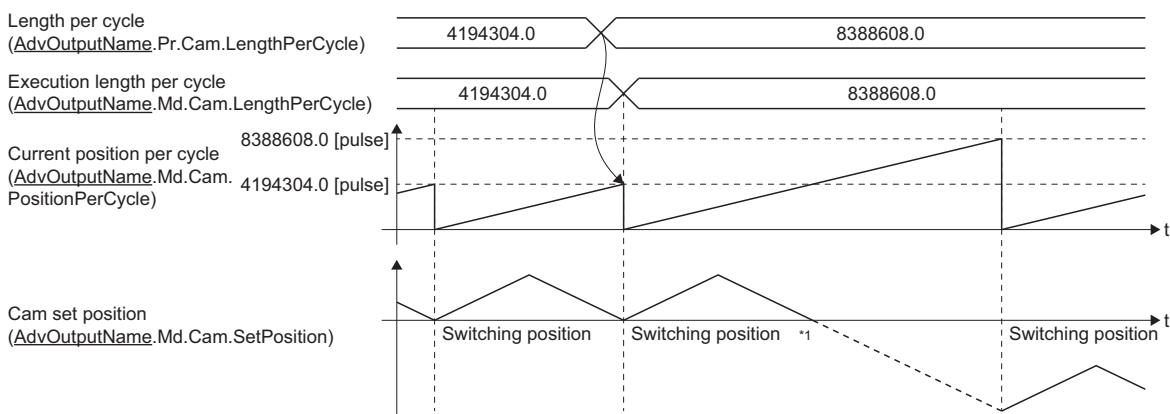 Length per cycle
(AdvOutputName.Pr.Cam.LengthPerCycle)
4194304.0
8388608.0
Execution length per cycle
(AdvOutputName.Md.Cam.LengthPerCycle)
4194304.0
8388608.0
8388608.0 [pulse]
Current position per cycle
(AdvOutputName.Md.Cam.
PositionPerCycle)
4194304.0 [pulse]
t
Cam set position
(AdvOutputName.Md.Cam.SetPosition)
t
Switching position
Switching position *1
Switching position